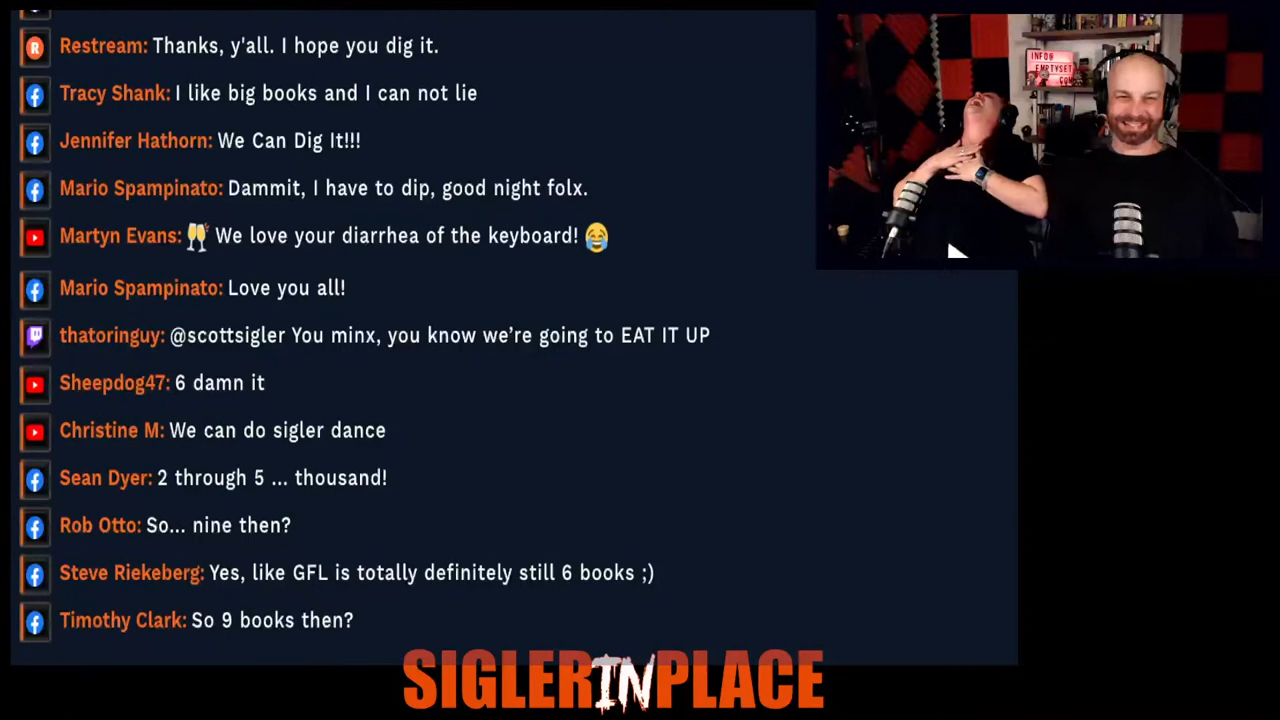 Restream: Thanks, y'all. I hope you dig it.
Tracy Shank: I like big books and I can not lie
Jennifer Hathorn: We Can Dig It!!!
Mario Spampinato: Dammit, I have to dip, good night folx.
Martyn Evans: 🥂 We love your diarrhea of the keyboard! 😂
Mario Spampinato: Love you all!
thatoringuy: @scottsigler You minx, you know we’re going to EAT IT UP
Sheepdog47: 6 damn it
Christine M: We can do sigler dance
Sean Dyer: 2 through 5 ... thousand!
Rob Otto: So... nine then?
Steve Riekeberg: Yes, like GFL is totally definitely still 6 books ;)
Timothy Clark: So 9 books then?
INFO@
EMPTYSET
COM
SIGLERINPLACE